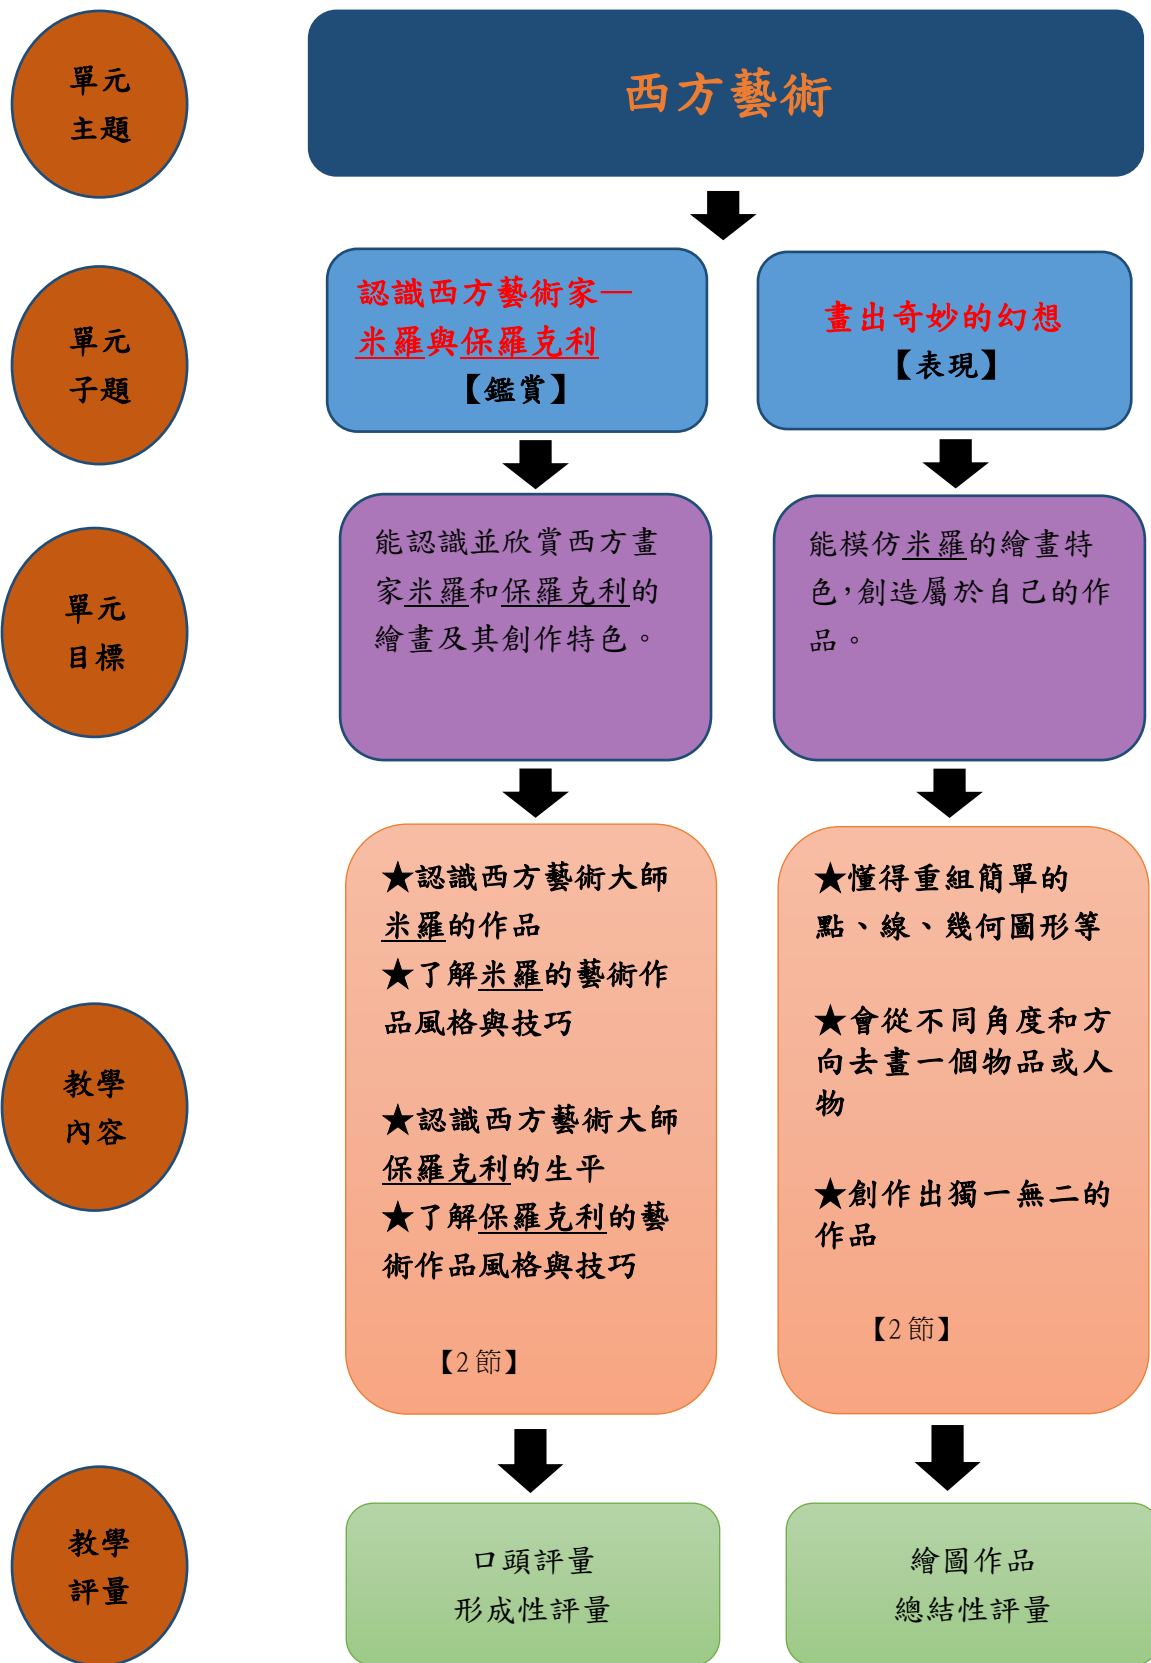 單元
主題
西方藝術
單元
子題
認識西方藝術家—
米羅與保羅克利
【鑑賞】
畫出奇妙的幻想
【表現】
單元
目標
能認識並欣賞西方畫
家米羅和保羅克利的
繪畫及其創作特色。
能模仿米羅的繪畫特
色，創造屬於自己的作
品。
教學
內容
★認識西方藝術大師
米羅的作品
★了解米羅的藝術作
品風格與技巧
★認識西方藝術大師
保羅克利的生平
★了解保羅克利的藝
術作品風格與技巧
【2節】
★懂得重組簡單的
點、線、幾何圖形等
★會從不同角度和方
向去畫一個物品或人
物
★創作出獨一無二的
作品
【2節】
教學
評量
口頭評量
形成性評量
繪圖作品
總結性評量